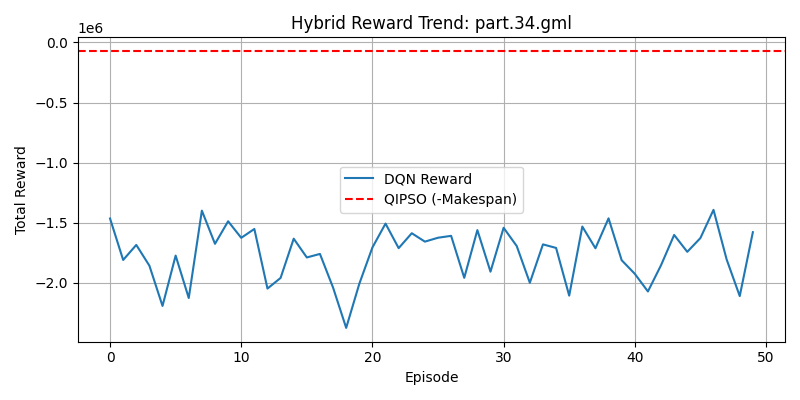 Hybrid Reward Trend: part.34.gml
1e6
0.0
−0.5
−1.0
−1.5
−2.0
Total Reward
DQN Reward
QIPSO (-Makespan)
0 10 20 30 40 50
Episode